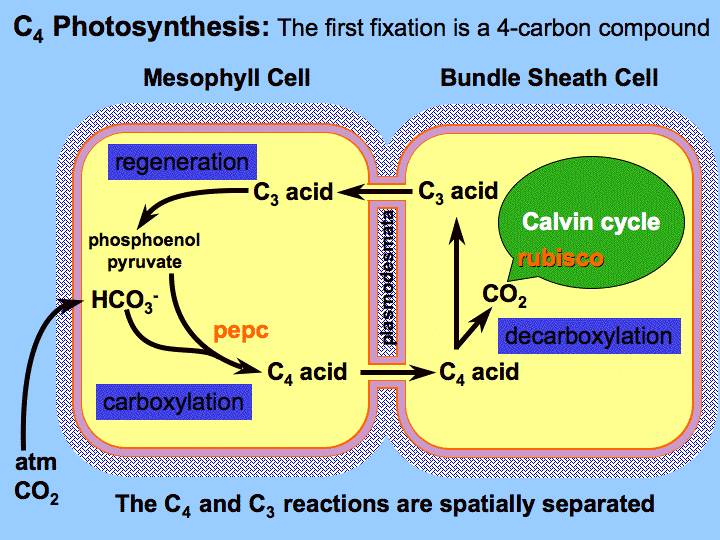 C₄ Photosynthesis: The first fixation is a 4-carbon compound
Mesophyll Cell
Bundle Sheath Cell
regeneration
C₃ acid
C₃ acid
Calvin cycle
rubisco
phosphoenol
pyruvate
plasmodesmata
HCO₃⁻
CO₂
pepc
decarboxylation
C₄ acid
C₄ acid
carboxylation
atm
CO₂
The C₄ and C₃ reactions are spatially separated